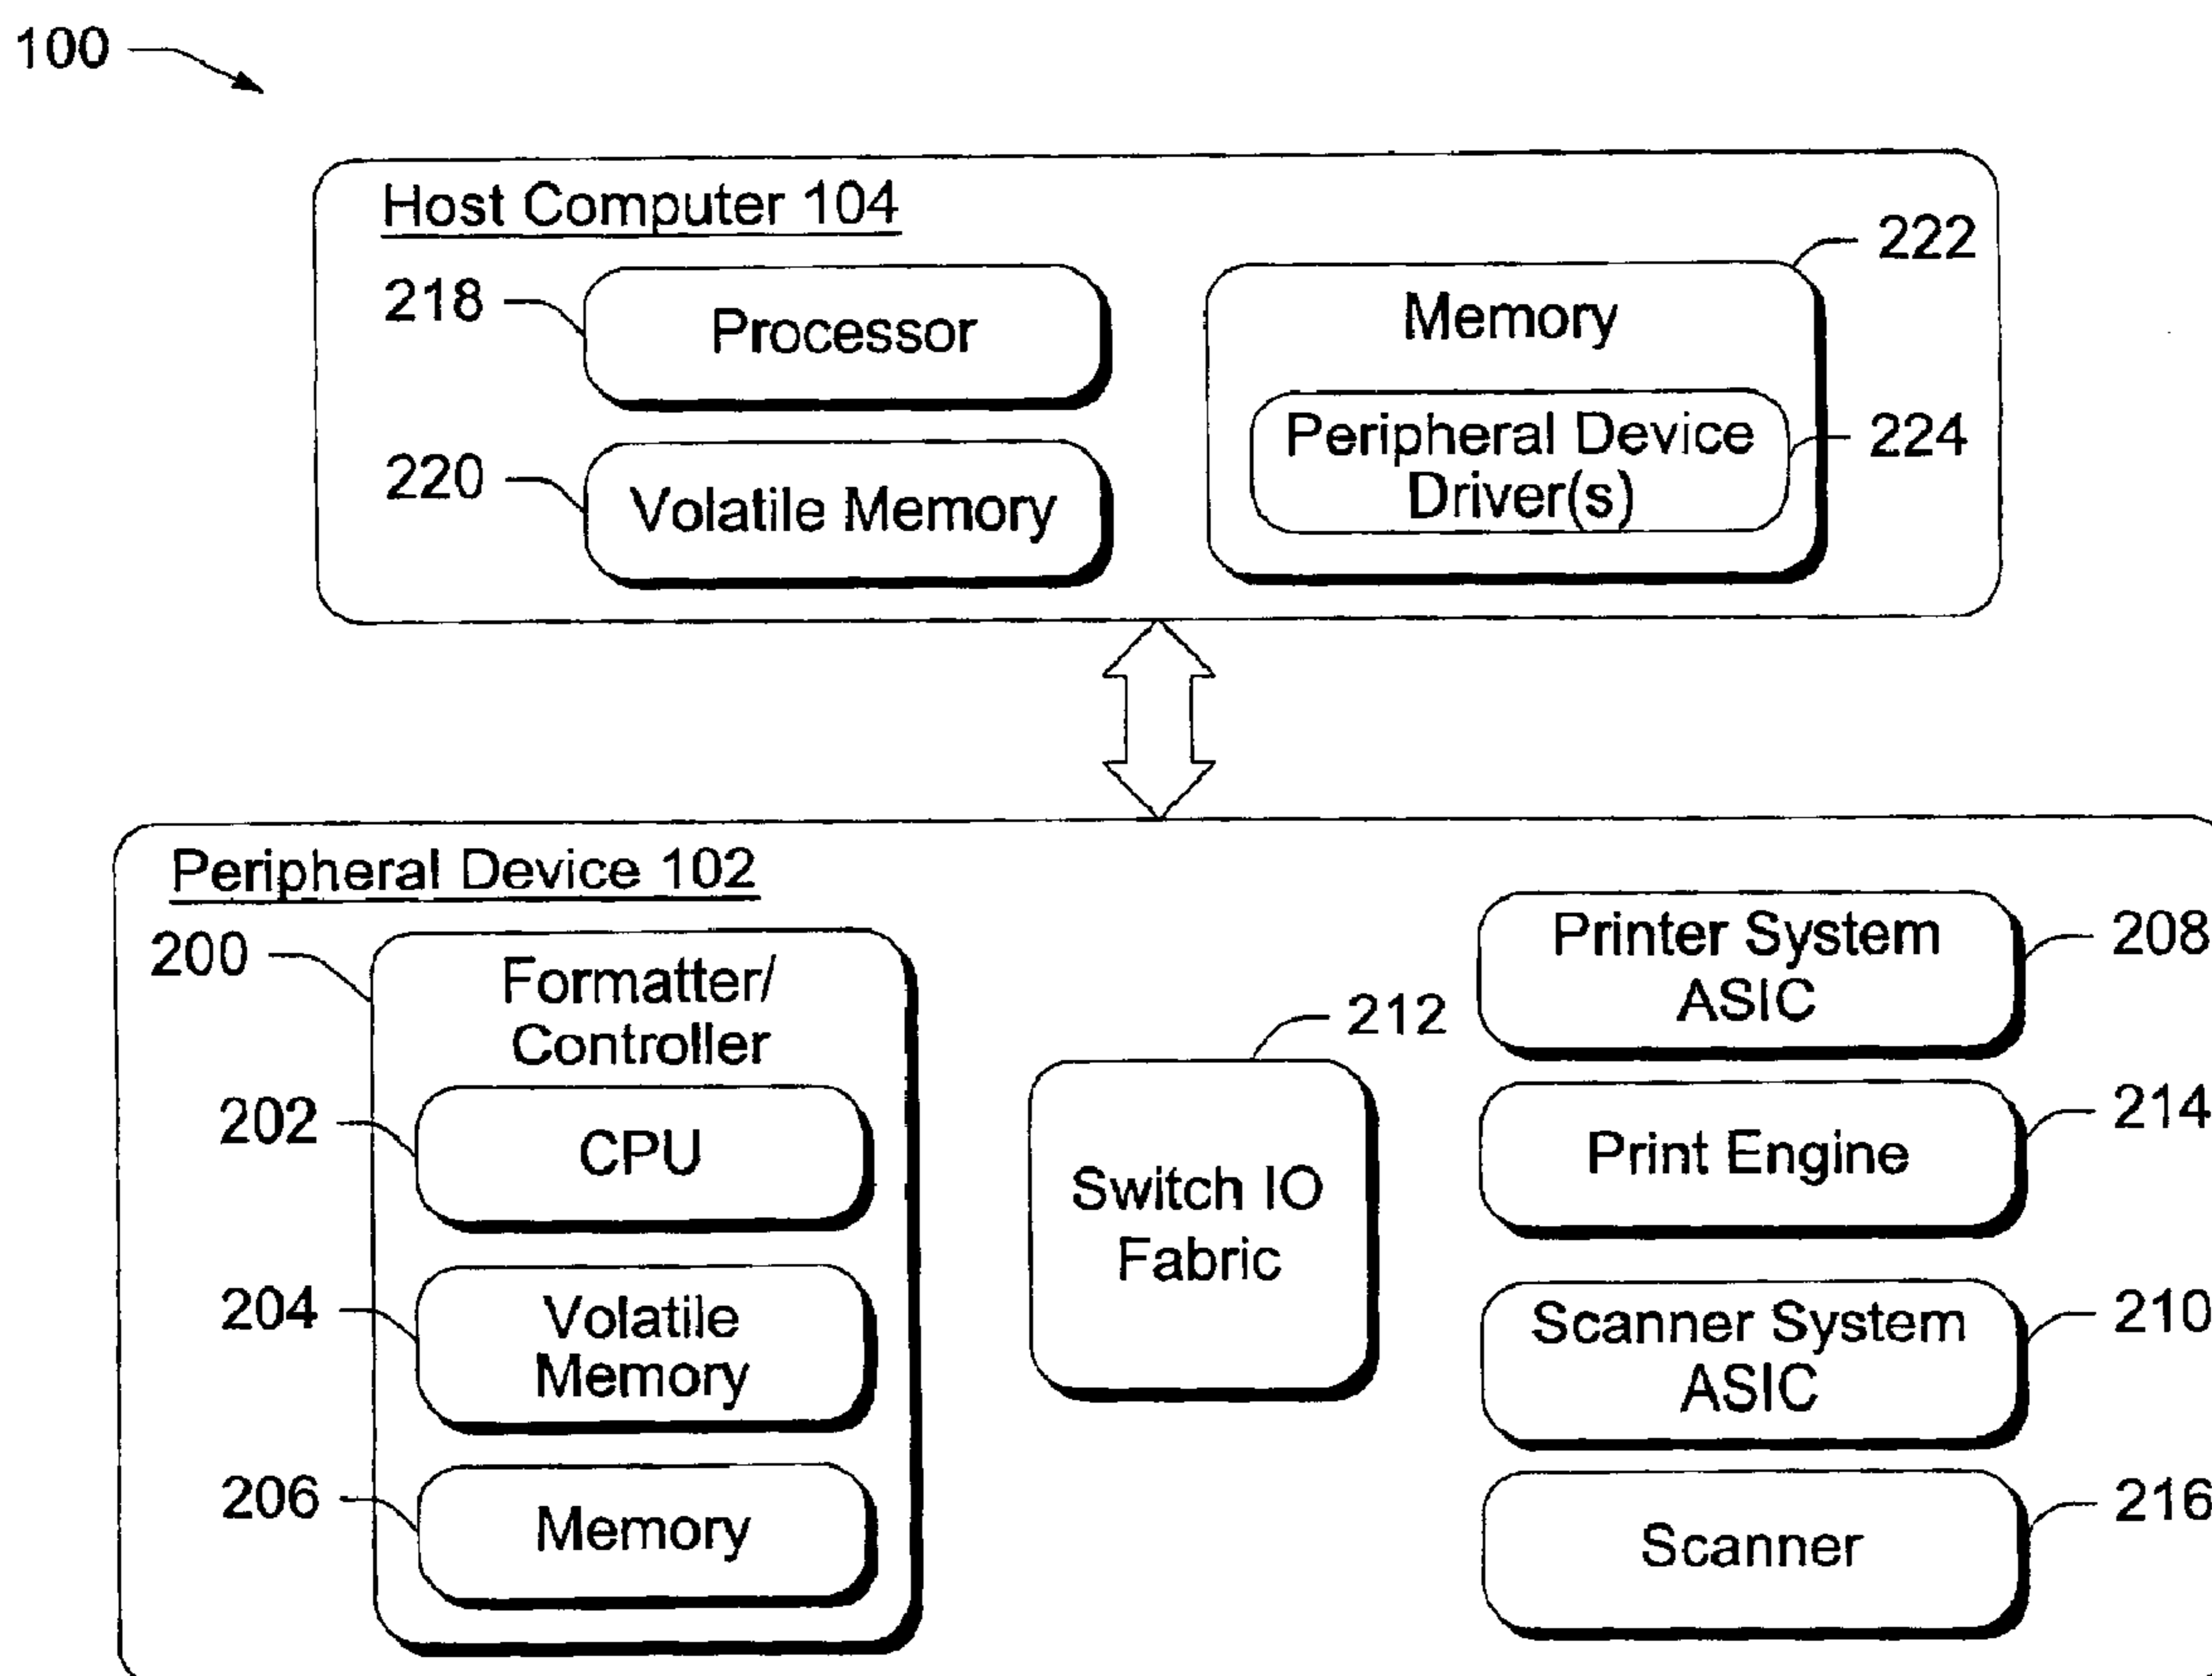 100
Host Computer 104
218
Processor
222
Memory
220
Volatile Memory
Peripheral Device
Driver(s)
224
Peripheral Device 102
200
Formatter/
Controller
202
CPU
204
Volatile
Memory
206
Memory
212
Switch IO
Fabric
Printer System
ASIC
208
Print Engine
214
Scanner System
ASIC
210
Scanner
216